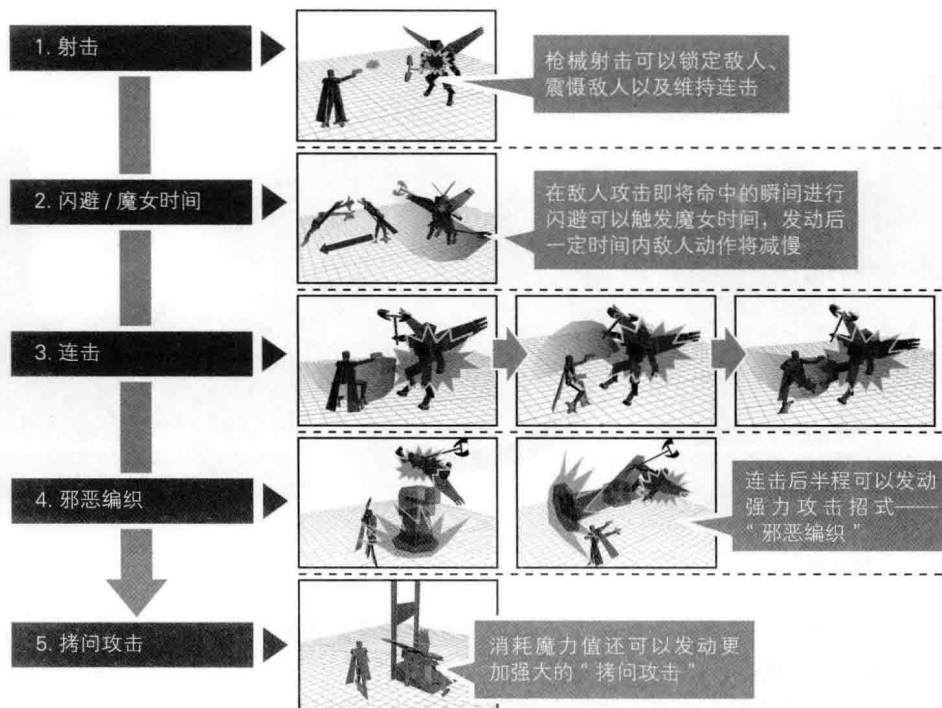 1. 射击
枪械射击可以锁定敌人、
震慑敌人以及维持连击
2. 闪避/魔女时间
在敌人攻击即将命中的瞬间进行
闪避可以触发魔女时间，发动后
一定时间内敌人动作将减慢
3. 连击
4. 邪恶编织
连击后半程可以发动
强力攻击招式——
“邪恶编织”
5. 拷问攻击
消耗魔力值还可以发动更
加强大的“拷问攻击”